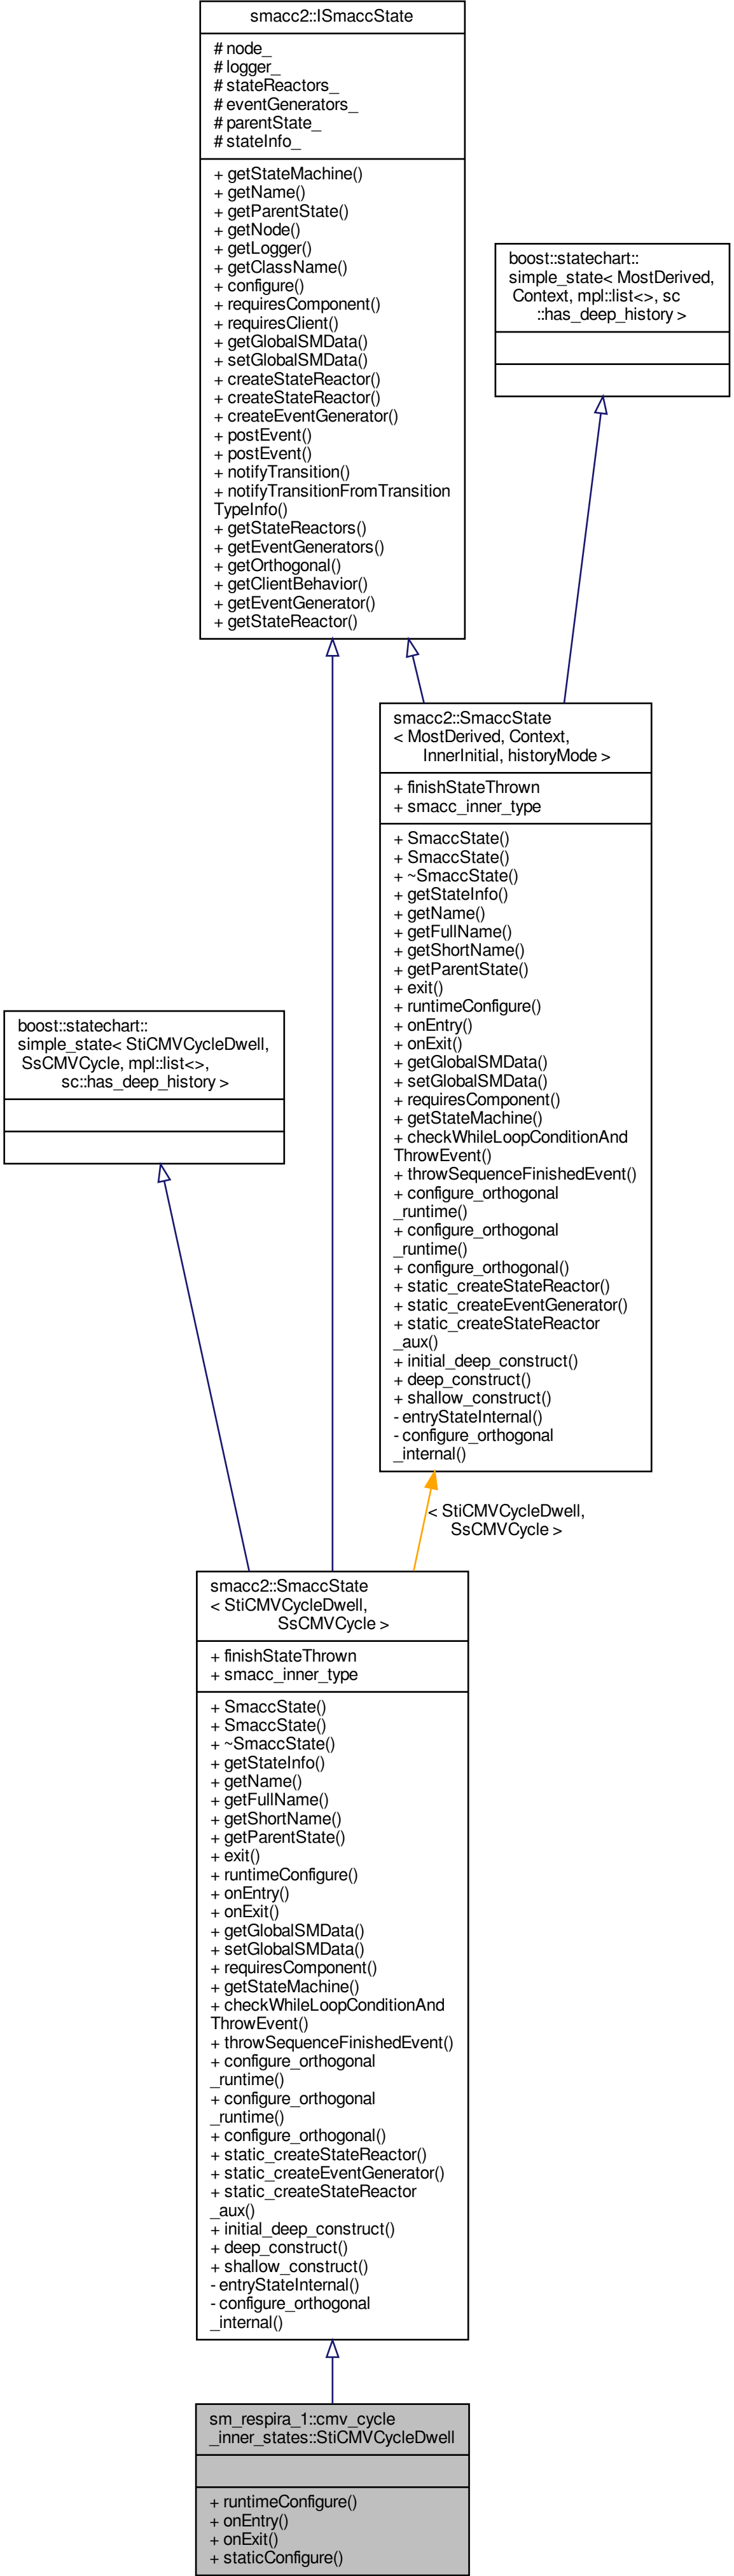 smacc2::ISmaccState
# node_
# logger_
# stateReactors_
# eventGenerators_
# parentState_
# stateInfo_
+ getStateMachine()
+ getName()
+ getParentState()
+ getNode()
+ getLogger()
+ getClassName()
+ configure()
+ requiresComponent()
+ requiresClient()
+ getGlobalSMData()
+ setGlobalSMData()
+ createStateReactor()
+ createStateReactor()
+ createEventGenerator()
+ postEvent()
+ postEvent()
+ notifyTransition()
+ notifyTransitionFromTransition
TypeInfo()
+ getStateReactors()
+ getEventGenerators()
+ getOrthogonal()
+ getClientBehavior()
+ getEventGenerator()
+ getStateReactor()
boost::statechart::
simple_state< MostDerived,
Context, mpl::list<>, sc
::has_deep_history >
smacc2::SmaccState
< MostDerived, Context,
InnerInitial, historyMode >
+ finishStateThrown
+ smacc_inner_type
+ SmaccState()
+ SmaccState()
+ ~SmaccState()
+ getStateInfo()
+ getName()
+ getFullName()
+ getShortName()
+ getParentState()
+ exit()
+ runtimeConfigure()
+ onEntry()
+ onExit()
+ getGlobalSMData()
+ setGlobalSMData()
+ requiresComponent()
+ getStateMachine()
+ checkWhileLoopConditionAnd
ThrowEvent()
+ throwSequenceFinishedEvent()
+ configure_orthogonal
_runtime()
+ configure_orthogonal
_runtime()
+ configure_orthogonal()
+ static_createStateReactor()
+ static_createEventGenerator()
+ static_createStateReactor
_aux()
+ initial_deep_construct()
+ deep_construct()
+ shallow_construct()
- entryStateInternal()
- configure_orthogonal
_internal()
boost::statechart::
simple_state< StiCMVCycleDwell,
SsCMVCycle, mpl::list<>,
sc::has_deep_history >
< StiCMVCycleDwell,
SsCMVCycle >
smacc2::SmaccState
< StiCMVCycleDwell,
SsCMVCycle >
+ finishStateThrown
+ smacc_inner_type
+ SmaccState()
+ SmaccState()
+ ~SmaccState()
+ getStateInfo()
+ getName()
+ getFullName()
+ getShortName()
+ getParentState()
+ exit()
+ runtimeConfigure()
+ onEntry()
+ onExit()
+ getGlobalSMData()
+ setGlobalSMData()
+ requiresComponent()
+ getStateMachine()
+ checkWhileLoopConditionAnd
ThrowEvent()
+ throwSequenceFinishedEvent()
+ configure_orthogonal
_runtime()
+ configure_orthogonal
_runtime()
+ configure_orthogonal()
+ static_createStateReactor()
+ static_createEventGenerator()
+ static_createStateReactor
_aux()
+ initial_deep_construct()
+ deep_construct()
+ shallow_construct()
- entryStateInternal()
- configure_orthogonal
_internal()
sm_respira_1::cmv_cycle
_inner_states::StiCMVCycleDwell
+ runtimeConfigure()
+ onEntry()
+ onExit()
+ staticConfigure()